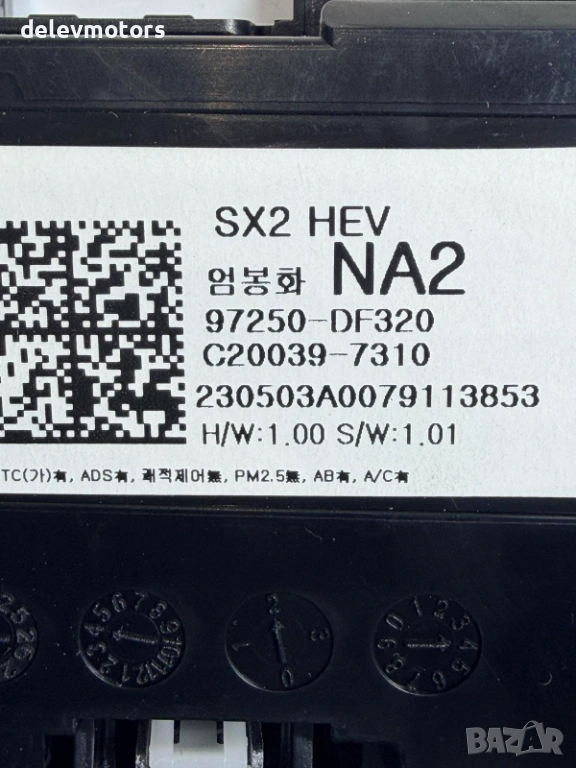 delevmotors
SX2 HEV
엄봉화 NA2
97250-DF320
C20039-7310
230503A0079113853
H/W:1.00 S/W:1.01
TC(가)有, ADS有, 쾌적제어無, PM2.5無, AB有, A/C有
BAZAR